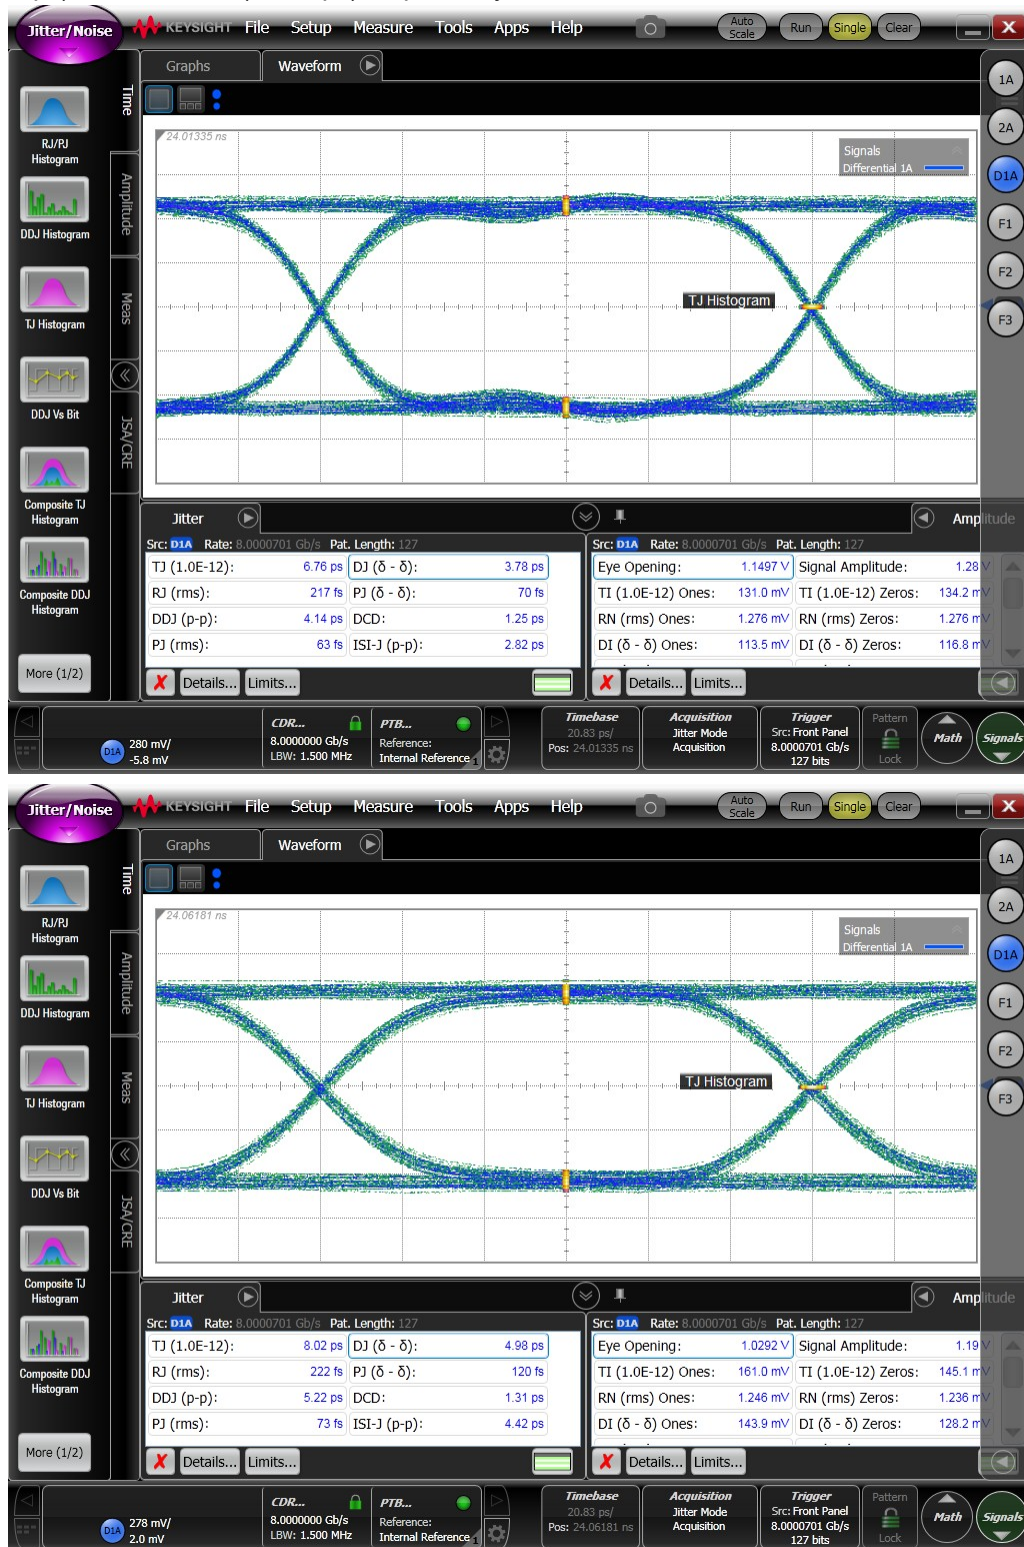 Jitter/Noise
KEYSIGHT File Setup Measure Tools Apps Help
Auto Scale Run Single Clear X
Graphs Waveform
Time
Amplitude
Meas
JSA/CRE
RJ/PJ
Histogram
DDJ Histogram
TJ Histogram
DDJ Vs Bit
Composite TJ
Histogram
Composite DDJ
Histogram
More (1/2)
24.01335 ns
Signals
Differential 1A
TJ Histogram
1A
2A
D1A
F1
F2
F3
Jitter
Amplitude
Src: D1A Rate: 8.0000701 Gb/s Pat. Length: 127
TJ (1.0E-12): 6.76 ps DJ (δ - δ): 3.78 ps
RJ (rms): 217 fs PJ (δ - δ): 70 fs
DDJ (p-p): 4.14 ps DCD: 1.25 ps
PJ (rms): 63 fs ISI-J (p-p): 2.82 ps
Src: D1A Rate: 8.0000701 Gb/s Pat. Length: 127
Eye Opening: 1.1497 V Signal Amplitude: 1.28 V
TI (1.0E-12) Ones: 131.0 mV TI (1.0E-12) Zeros: 134.2 mV
RN (rms) Ones: 1.276 mV RN (rms) Zeros: 1.276 mV
DI (δ - δ) Ones: 113.5 mV DI (δ - δ) Zeros: 116.8 mV
X Details... Limits...
X Details... Limits...
D1A 280 mV/
-5.8 mV
CDR...
8.0000000 Gb/s
LBW: 1.500 MHz
PTB...
Reference:
Internal Reference
1
Timebase
20.83 ps/
Pos: 24.01335 ns
Acquisition
Jitter Mode
Acquisition
Trigger
Src: Front Panel
8.0000701 Gb/s
127 bits
Pattern
Lock
Math
Signals
Jitter/Noise
KEYSIGHT File Setup Measure Tools Apps Help
Auto Scale Run Single Clear X
Graphs Waveform
Time
Amplitude
Meas
JSA/CRE
RJ/PJ
Histogram
DDJ Histogram
TJ Histogram
DDJ Vs Bit
Composite TJ
Histogram
Composite DDJ
Histogram
More (1/2)
24.06181 ns
Signals
Differential 1A
TJ Histogram
1A
2A
D1A
F1
F2
F3
Jitter
Amplitude
Src: D1A Rate: 8.0000701 Gb/s Pat. Length: 127
TJ (1.0E-12): 8.02 ps DJ (δ - δ): 4.98 ps
RJ (rms): 222 fs PJ (δ - δ): 120 fs
DDJ (p-p): 5.22 ps DCD: 1.31 ps
PJ (rms): 73 fs ISI-J (p-p): 4.42 ps
Src: D1A Rate: 8.0000701 Gb/s Pat. Length: 127
Eye Opening: 1.0292 V Signal Amplitude: 1.19 V
TI (1.0E-12) Ones: 161.0 mV TI (1.0E-12) Zeros: 145.1 mV
RN (rms) Ones: 1.246 mV RN (rms) Zeros: 1.236 mV
DI (δ - δ) Ones: 143.9 mV DI (δ - δ) Zeros: 128.2 mV
X Details... Limits...
X Details... Limits...
D1A 278 mV/
2.0 mV
CDR...
8.0000000 Gb/s
LBW: 1.500 MHz
PTB...
Reference:
Internal Reference
1
Timebase
20.83 ps/
Pos: 24.06181 ns
Acquisition
Jitter Mode
Acquisition
Trigger
Src: Front Panel
8.0000701 Gb/s
127 bits
Pattern
Lock
Math
Signals